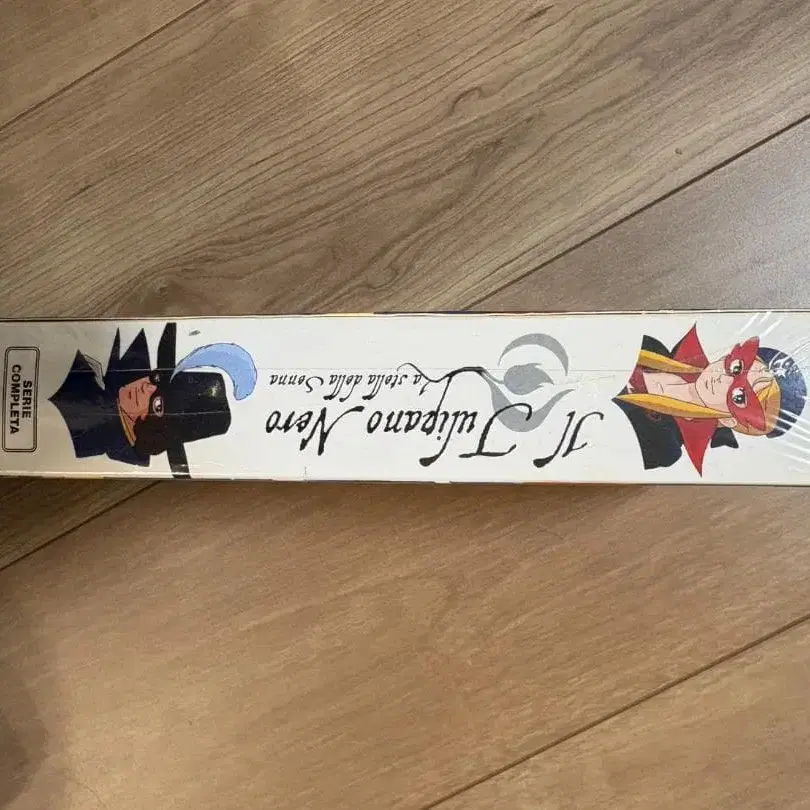 Il Tulipano Nero
La stella della Senna
SERIE
COMPLETA